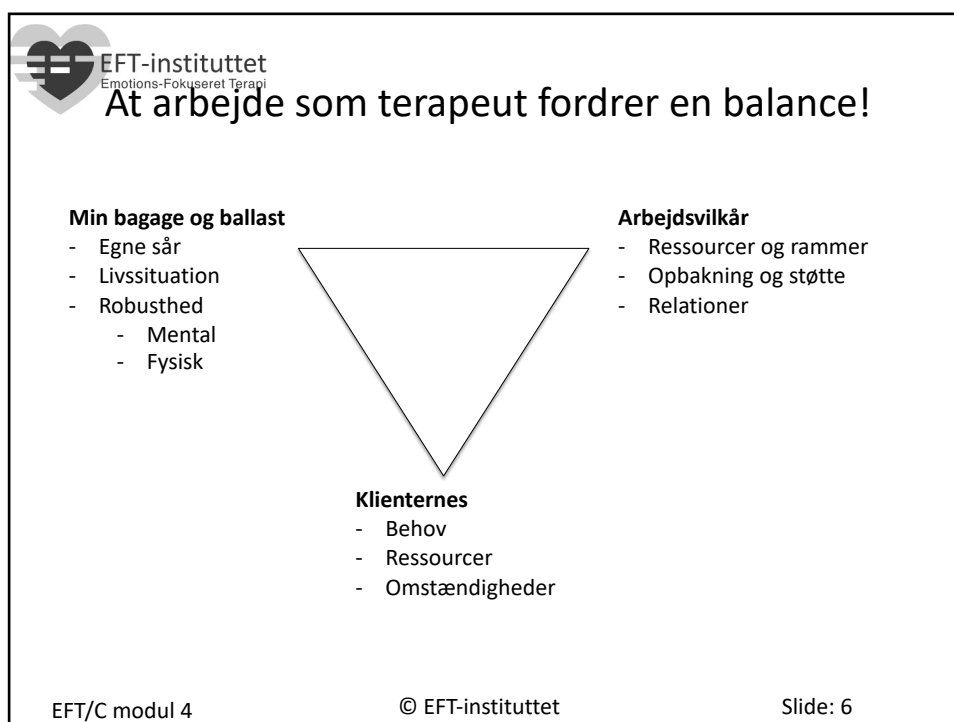 EFT-instituttet
Emotions-Fokuseret Terapi
At arbejde som terapeut fordrer en balance!
Min bagage og ballast
- Egne sår
- Livssituation
- Robusthed
- Mental
- Fysisk
Arbejdsvilkår
- Ressourcer og rammer
- Opbakning og støtte
- Relationer
Klienternes
- Behov
- Ressourcer
- Omstændigheder
EFT/C modul 4
© EFT-instituttet
Slide: 6